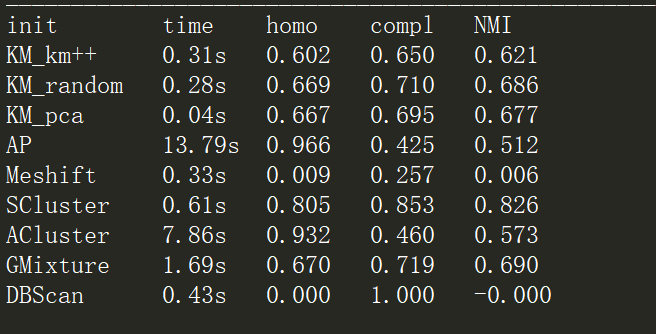 init time homo compl NMI
KM_km++ 0.31s 0.602 0.650 0.621
KM_random 0.28s 0.669 0.710 0.686
KM_pca 0.04s 0.667 0.695 0.677
AP 13.79s 0.966 0.425 0.512
Meshift 0.33s 0.009 0.257 0.006
SCluster 0.61s 0.805 0.853 0.826
ACluster 7.86s 0.932 0.460 0.573
GMixture 1.69s 0.670 0.719 0.690
DBScan 0.43s 0.000 1.000 -0.000